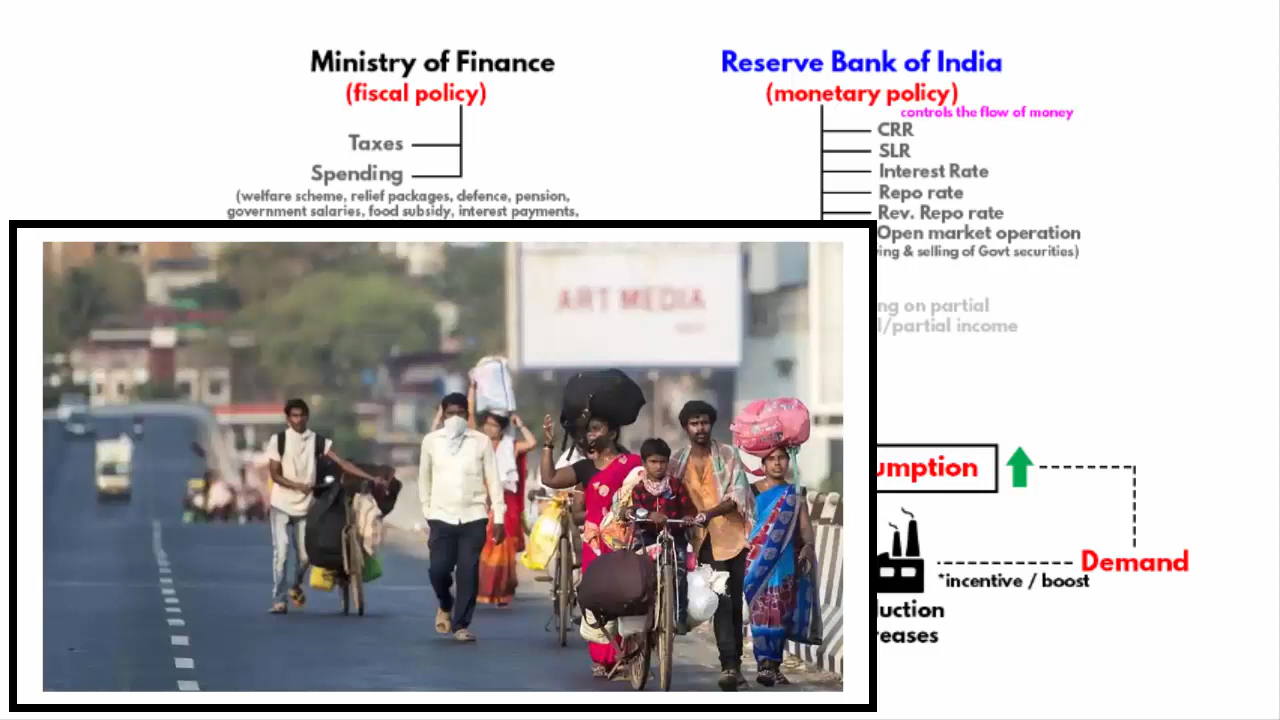 Ministry of Finance
(fiscal policy)
Taxes
Spending
(welfare scheme, relief packages, defence, pension,
government salaries, food subsidy, interest payments,
Reserve Bank of India
(monetary policy)
controls the flow of money
CRR
SLR
Interest Rate
Repo rate
Rev. Repo rate
Open market operation
ing & selling of Govt securities)
ng on partial
l/partial income
ART MEDIA
umption
Demand
*incentive / boost
luction
reases